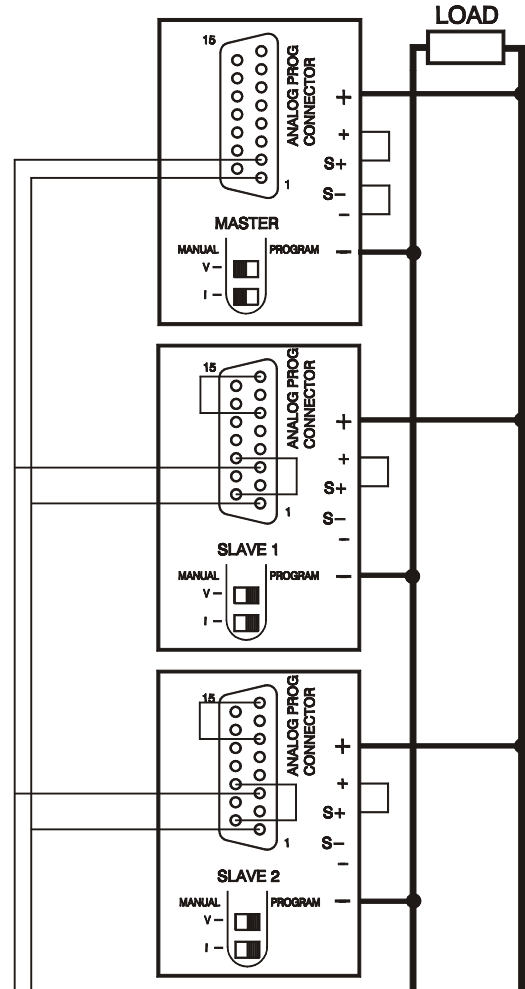 LOAD
15
ANALOG PROG
CONNECTOR
+
+
S+
S–
–
1
MASTER
MANUAL
PROGRAM
–
V –
I –
15
ANALOG PROG
CONNECTOR
+
+
S+
S–
–
1
SLAVE 1
MANUAL
PROGRAM
–
V –
I –
15
ANALOG PROG
CONNECTOR
+
+
S+
S–
–
1
SLAVE 2
MANUAL
PROGRAM
–
V –
I –